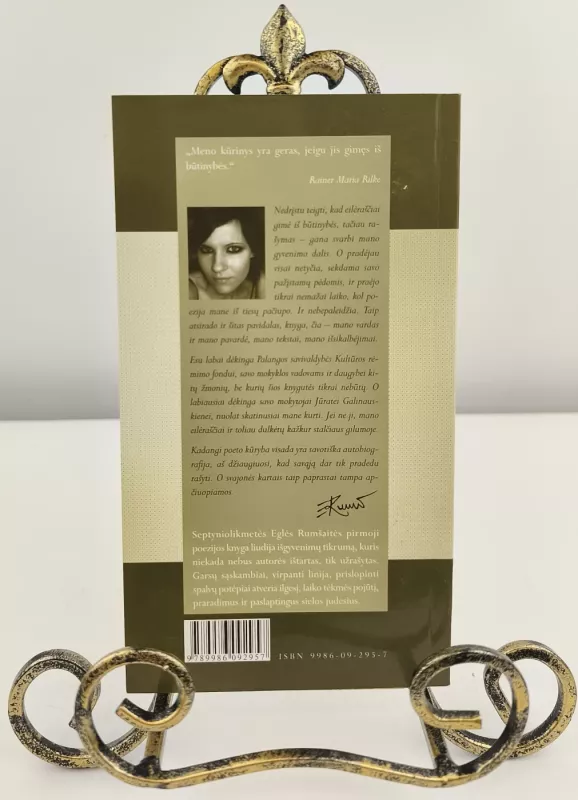 „Meno kūrinys yra geras, jeigu jis gimęs iš
būtinybės.“
Rainer Maria Rilke
Nedrįstu teigti, kad eilėraščiai
gimė iš būtinybės, tačiau ra-
šymas – gana svarbi mano
gyvenimo dalis. O pradėjau
visai netyčia, sekdama savo
pažįstamų pėdomis, ir praėjo
tikrai nemažai laiko, kol po-
ezija mane iš tiesų pačiupo. Ir nebepaleidžia. Taip
atsirado ir šitas pavidalas, knyga, čia – mano vardai
ir mano pavardė, mano tekstai, mano išsikalbėjimai.
Esu labai dėkinga Palangos savivaldybės Kultūros rė-
mimo fondui, savo mokyklos vadovams ir daugybei ki-
tų žmonių, be kurių šios knygutės tikrai nebūtų. O
labiausiai dėkinga savo mokytojai Jūratei Galinaus-
kienei, nuolat skatinusiai mane kurti. Jei ne ji, mano
eilėraščiai ir toliau dulkėtų kažkur stalčiaus gilumoje.
Kadangi poeto kūryba visada yra savotiška autobio-
grafija, aš džiaugiuosi, kad savąją dar tik pradedu
rašyti. O svajonės kartais taip paprastai tampa ap-
čiuopiamos
Septyniolikmetės Eglės Rumšaitės pirmoji
poezijos knyga liudija išgyvenimų tikrumą, kuris
niekada nebus autorės ištartas, tik užrašytas.
Garsų sąskambiai, virpanti linija, prislopinti
spalvų potėpiai atveria ilgesį, laiko tėkmės pojūtį,
praradimus ir paslaptingus sielos judesius.
9789986092957
ISBN 9986-09-295-7